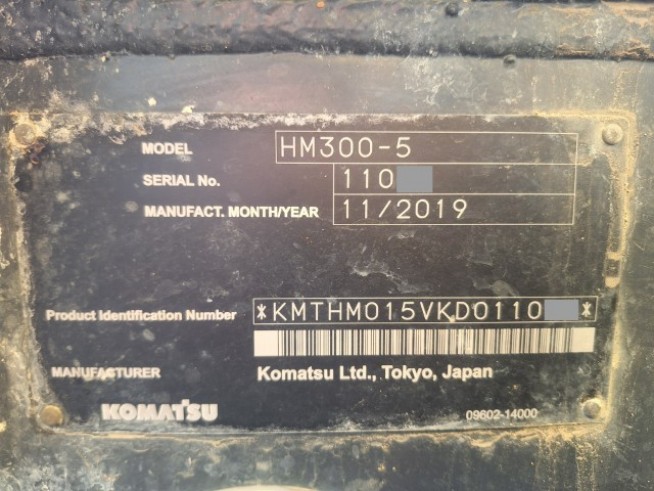 MODEL HM300-5
SERIAL No. 110
MANUFACT. MONTH/YEAR 11/2019
Product Identification Number *KMTHM015VKD0110 *
MANUFACTURER Komatsu Ltd., Tokyo, Japan
KOMATSU 09602-14000